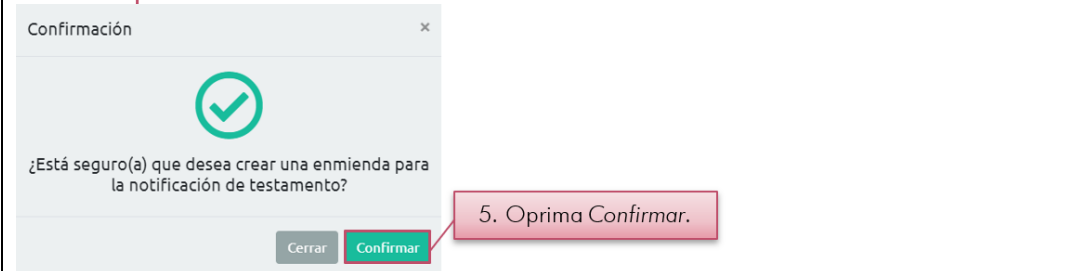 Confirmación ×
¿Está seguro(a) que desea crear una enmienda para
la notificación de testamento?
5. Oprima Confirmar.
Cerrar Confirmar